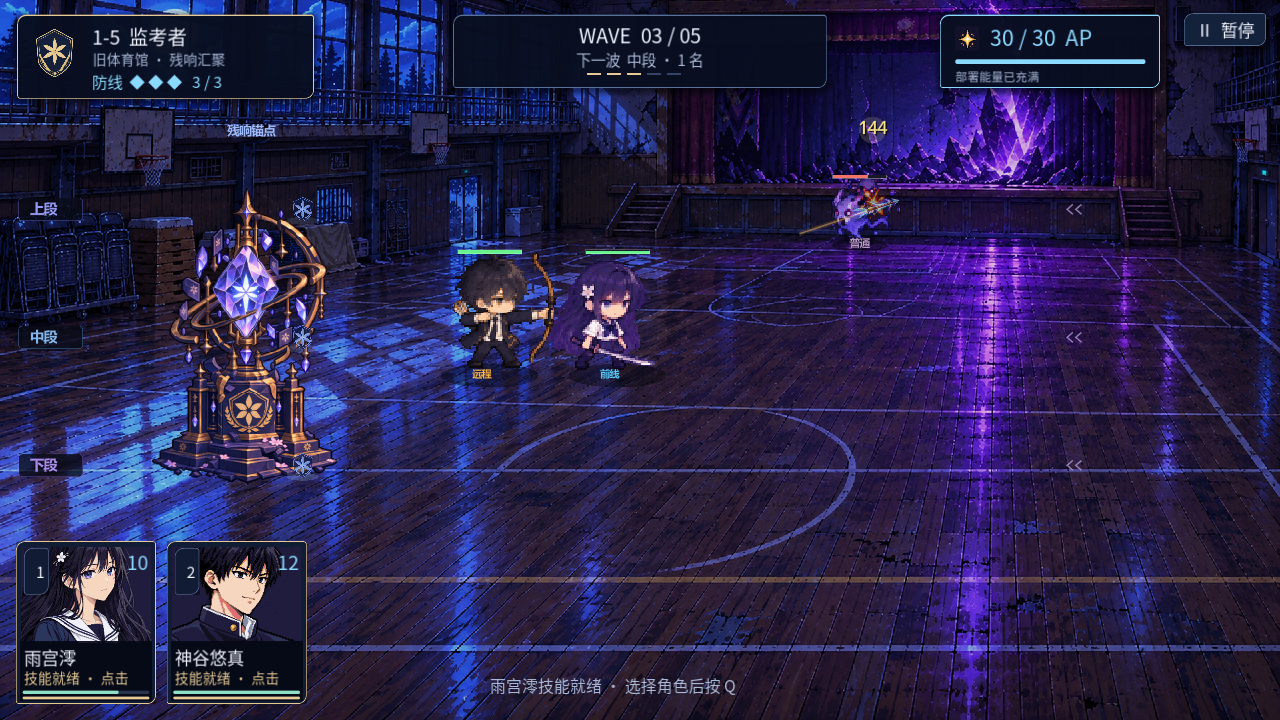 1-5 监考者
旧体育馆 · 残响汇聚
防线 3 / 3
WAVE 03 / 05
下一波 中段 · 1 名
30 / 30 AP
部署能量已充满
暂停
残响锚点
144
上段
普通
中段
远程
前线
下段
1
10
雨宫澪
技能就绪 · 点击
2
12
神谷悠真
技能就绪 · 点击
雨宫澪技能就绪 · 选择角色后按 Q